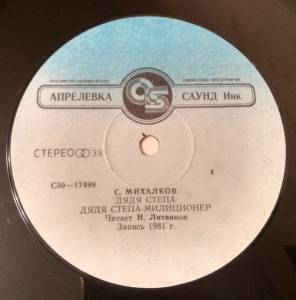 АПРЕЛЕВКА
САУНД Инк
СТЕРЕО 33
С50—17499
1
С. МИХАЛКОВ
ДЯДЯ СТЕПА
ДЯДЯ СТЕПА-МИЛИЦИОНЕР
Читает Н. Литвинов
Запись 1981 г.